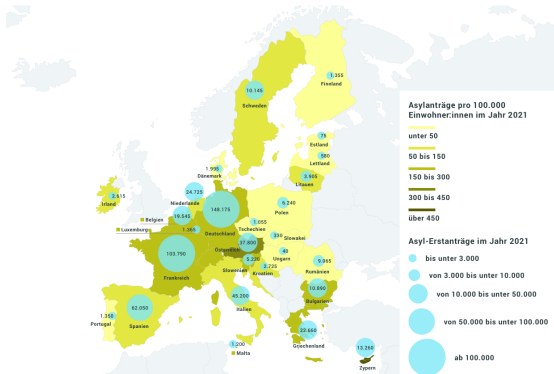 10.145
Schweden
1.355
Finnland
75
Estland
580
Lettland
3.905
Litauen
1.995
Dänemark
2.615
Irland
24.725
Niederlande
19.545
Belgien
Luxemburg
1.355
148.175
Deutschland
6.240
Polen
1.055
Tschechien
330
Slowakei
37.800
Österreich
40
Ungarn
5.220
Slowenien
2.725
Kroatien
9.065
Rumänien
103.790
Frankreich
10.890
Bulgarien
45.200
Italien
62.050
Spanien
1.350
Portugal
1.200
Malta
22.660
Griechenland
13.260
Zypern
Asylanträge pro 100.000
Einwohner:innen im Jahr 2021
unter 50
50 bis 150
150 bis 300
300 bis 450
über 450
Asyl-Erstanträge im Jahr 2021
bis unter 3.000
von 3.000 bis unter 10.000
von 10.000 bis unter 50.000
von 50.000 bis unter 100.000
ab 100.000